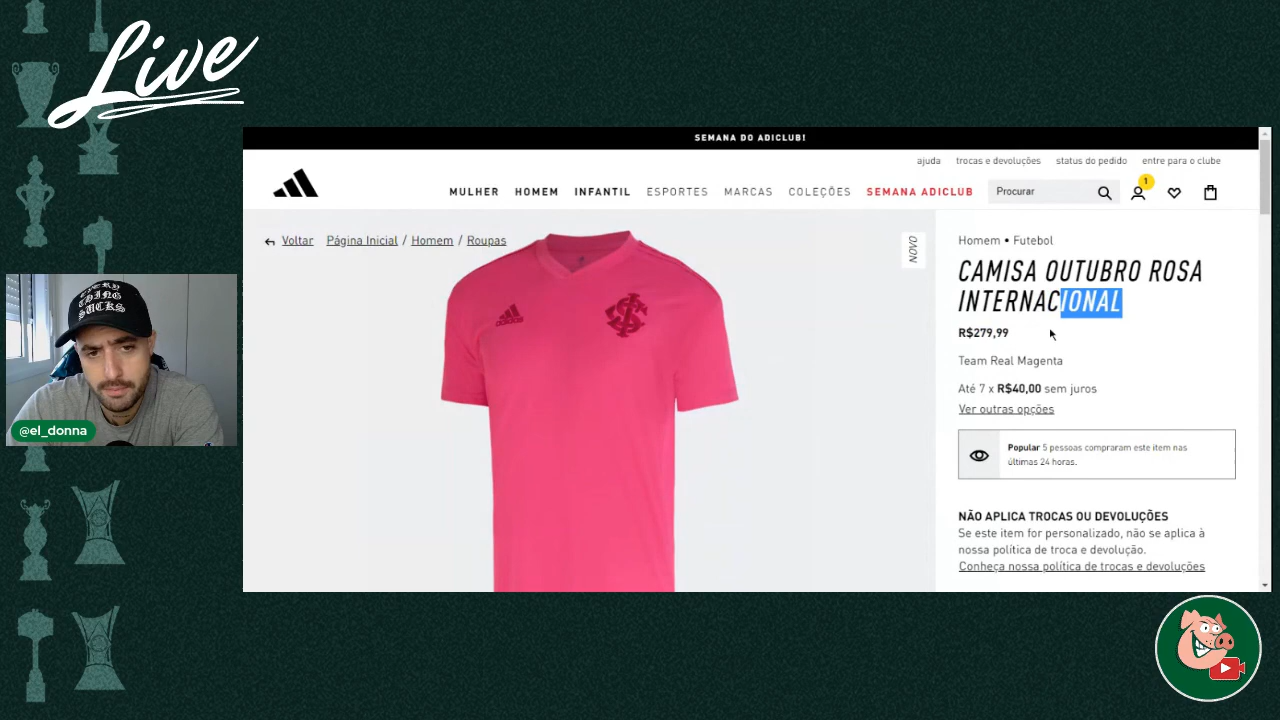 Live
SEMANA DO ADICLUB!
ajuda trocas e devoluções status do pedido entre para o clube
MULHER HOMEM INFANTIL ESPORTES MARCAS COLEÇÕES SEMANA ADICLUB Procurar 1
Voltar Página Inicial / Homem / Roupas
NOVO
adidas
Homem • Futebol
CAMISA OUTUBRO ROSA
INTERNACIONAL
R$279,99
Team Real Magenta
Até 7 x R$40,00 sem juros
Ver outras opções
Popular 5 pessoas compraram este item nas
últimas 24 horas.
NÃO APLICA TROCAS OU DEVOLUÇÕES
Se este item for personalizado, não se aplica à
nossa política de troca e devolução.
Conheça nossa política de trocas e devoluções
EVERY
THING
SUCKS
@el_donna